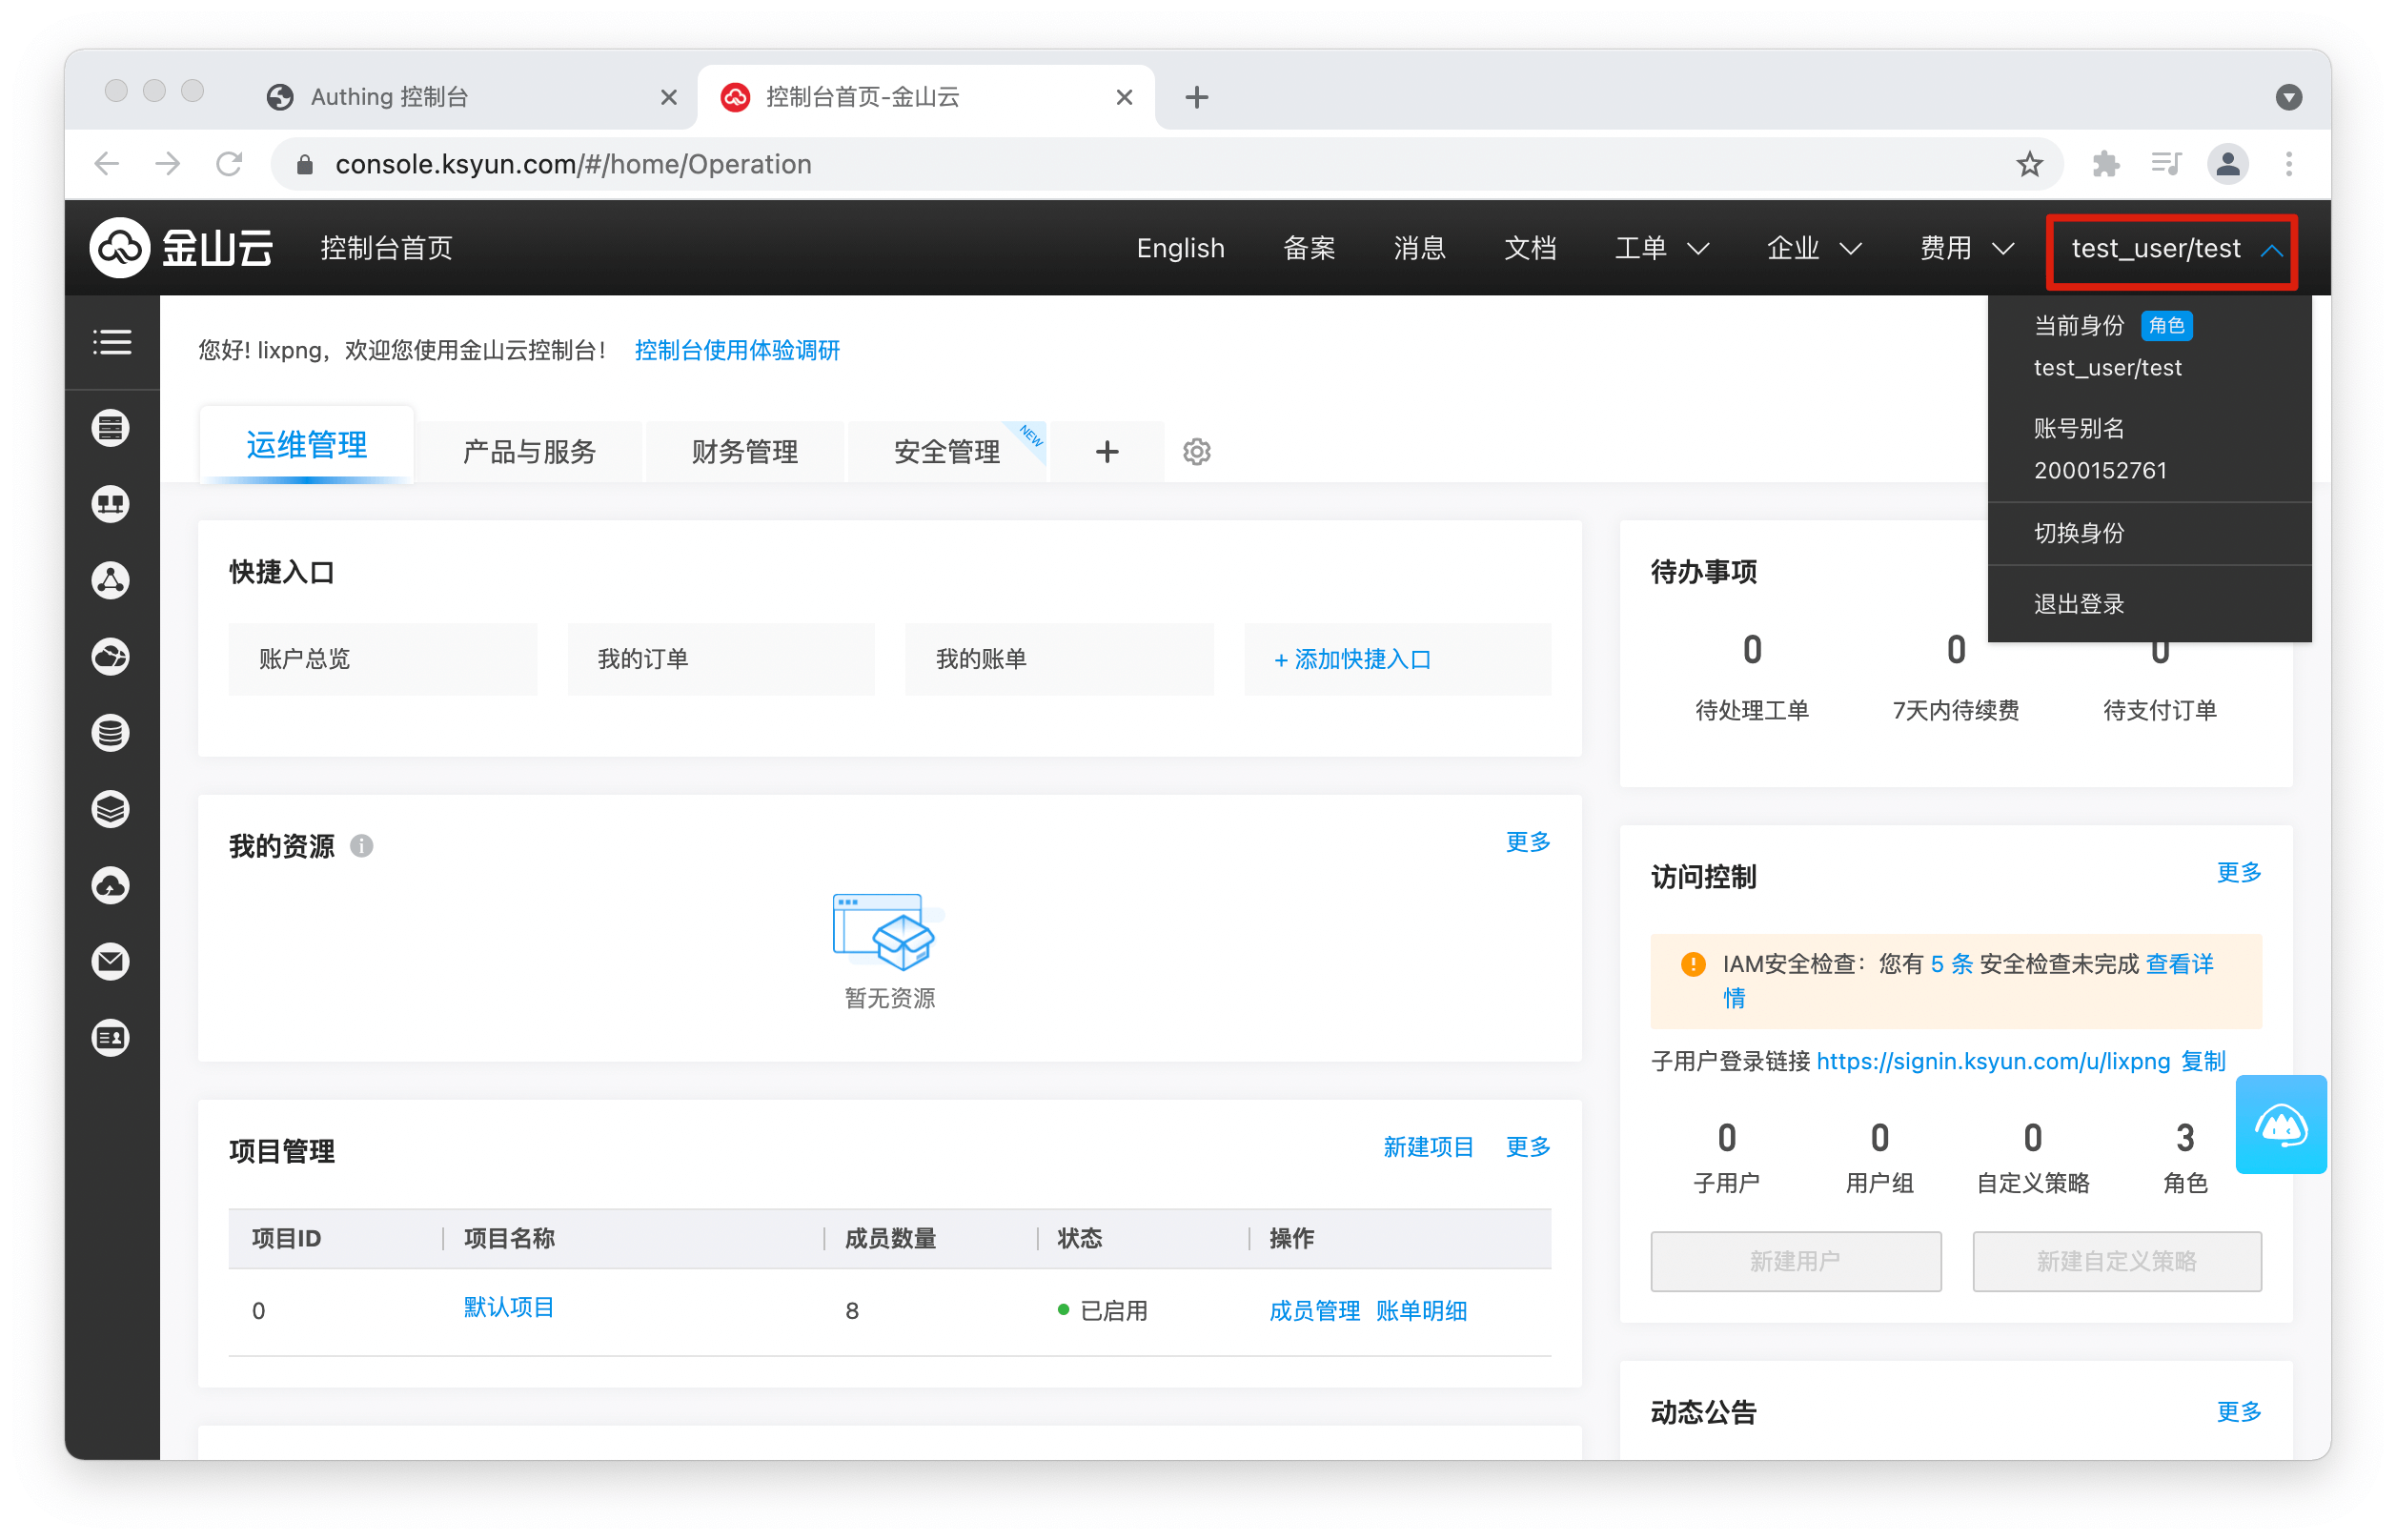 Authing 控制台
控制台首页-金山云
console.ksyun.com/#/home/Operation
金山云 控制台首页 English 备案 消息 文档 工单 企业 费用 test_user/test
当前身份 角色
test_user/test
账号别名
2000152761
切换身份
退出登录
您好! lixpng，欢迎您使用金山云控制台！ 控制台使用体验调研
运维管理 产品与服务 财务管理 安全管理 NEW +
快捷入口
账户总览 我的订单 我的账单 + 添加快捷入口
待办事项
0 0 0
待处理工单 7天内待续费 待支付订单
我的资源 更多
暂无资源
访问控制 更多
IAM安全检查：您有 5 条 安全检查未完成 查看详
情
子用户登录链接 https://signin.ksyun.com/u/lixpng 复制
0 0 0 3
子用户 用户组 自定义策略 角色
新建用户 新建自定义策略
项目管理 新建项目 更多
项目ID 项目名称 成员数量 状态 操作
0 默认项目 8 已启用 成员管理 账单明细
动态公告 更多